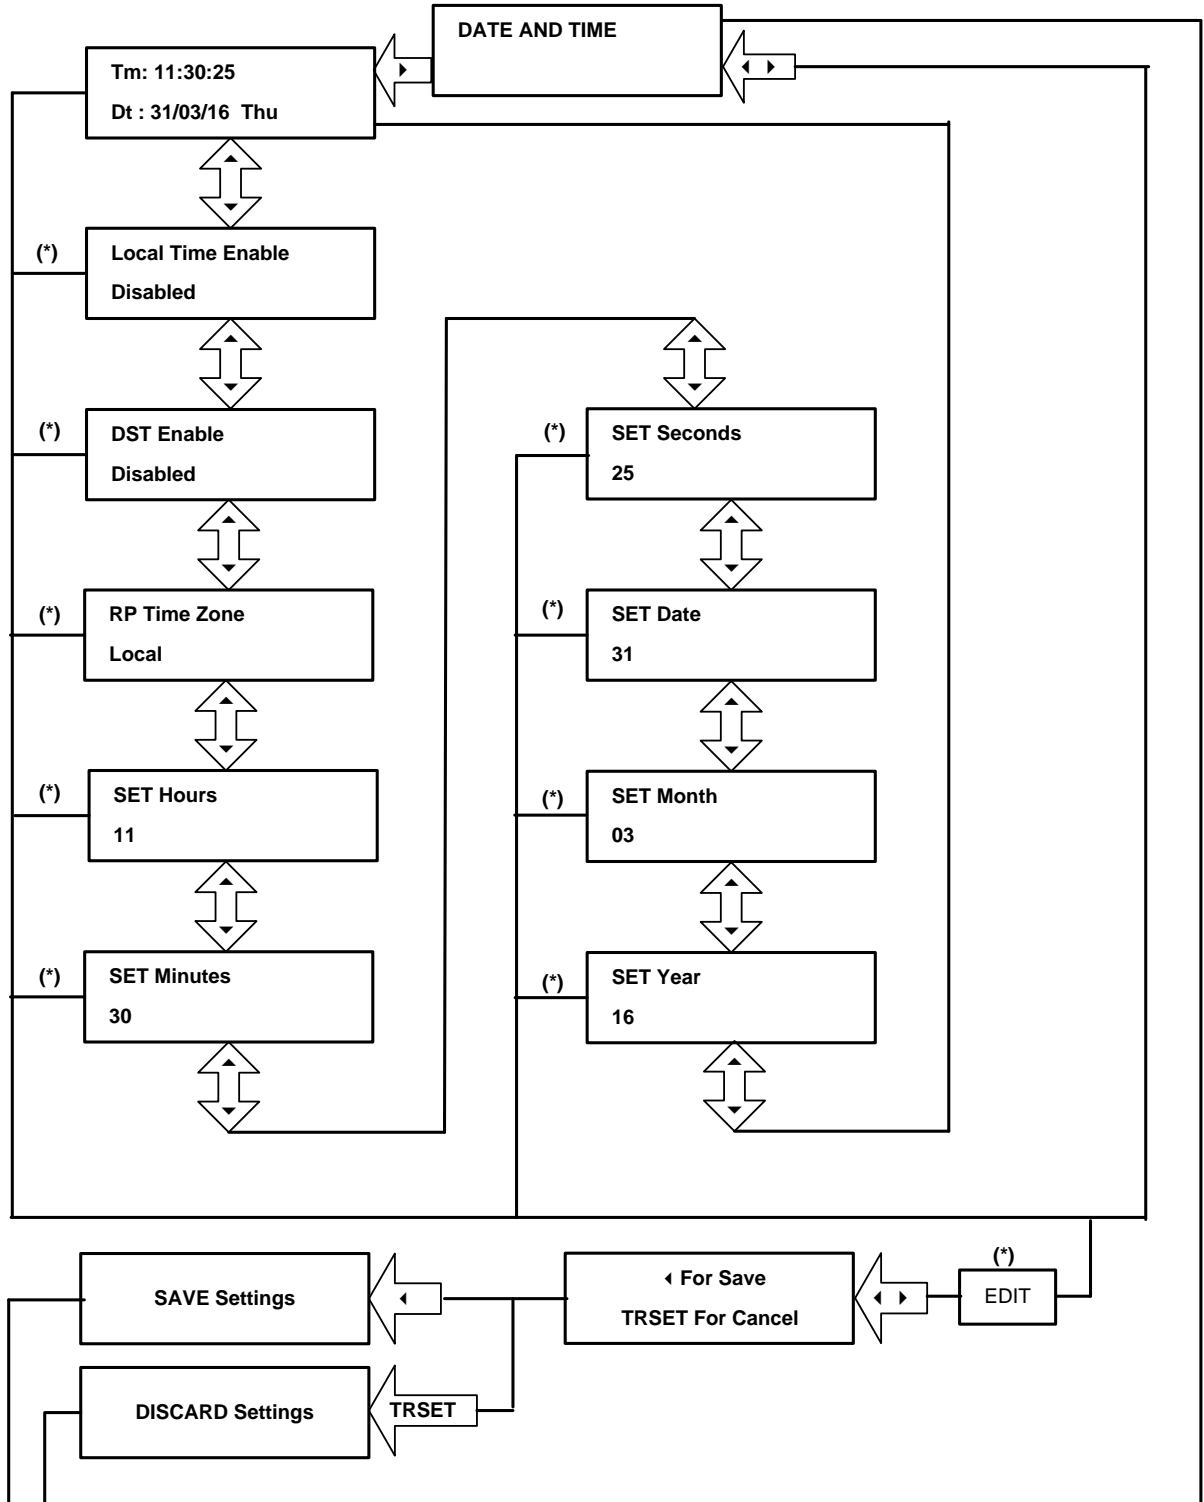 DATE AND TIME
Tm: 11:30:25
Dt : 31/03/16 Thu
(*)
Local Time Enable
Disabled
(*)
DST Enable
Disabled
(*)
RP Time Zone
Local
(*)
SET Hours
11
(*)
SET Minutes
30
(*)
SET Seconds
25
(*)
SET Date
31
(*)
SET Month
03
(*)
SET Year
16
(*)
EDIT
For Save
TRSET For Cancel
SAVE Settings
TRSET
DISCARD Settings